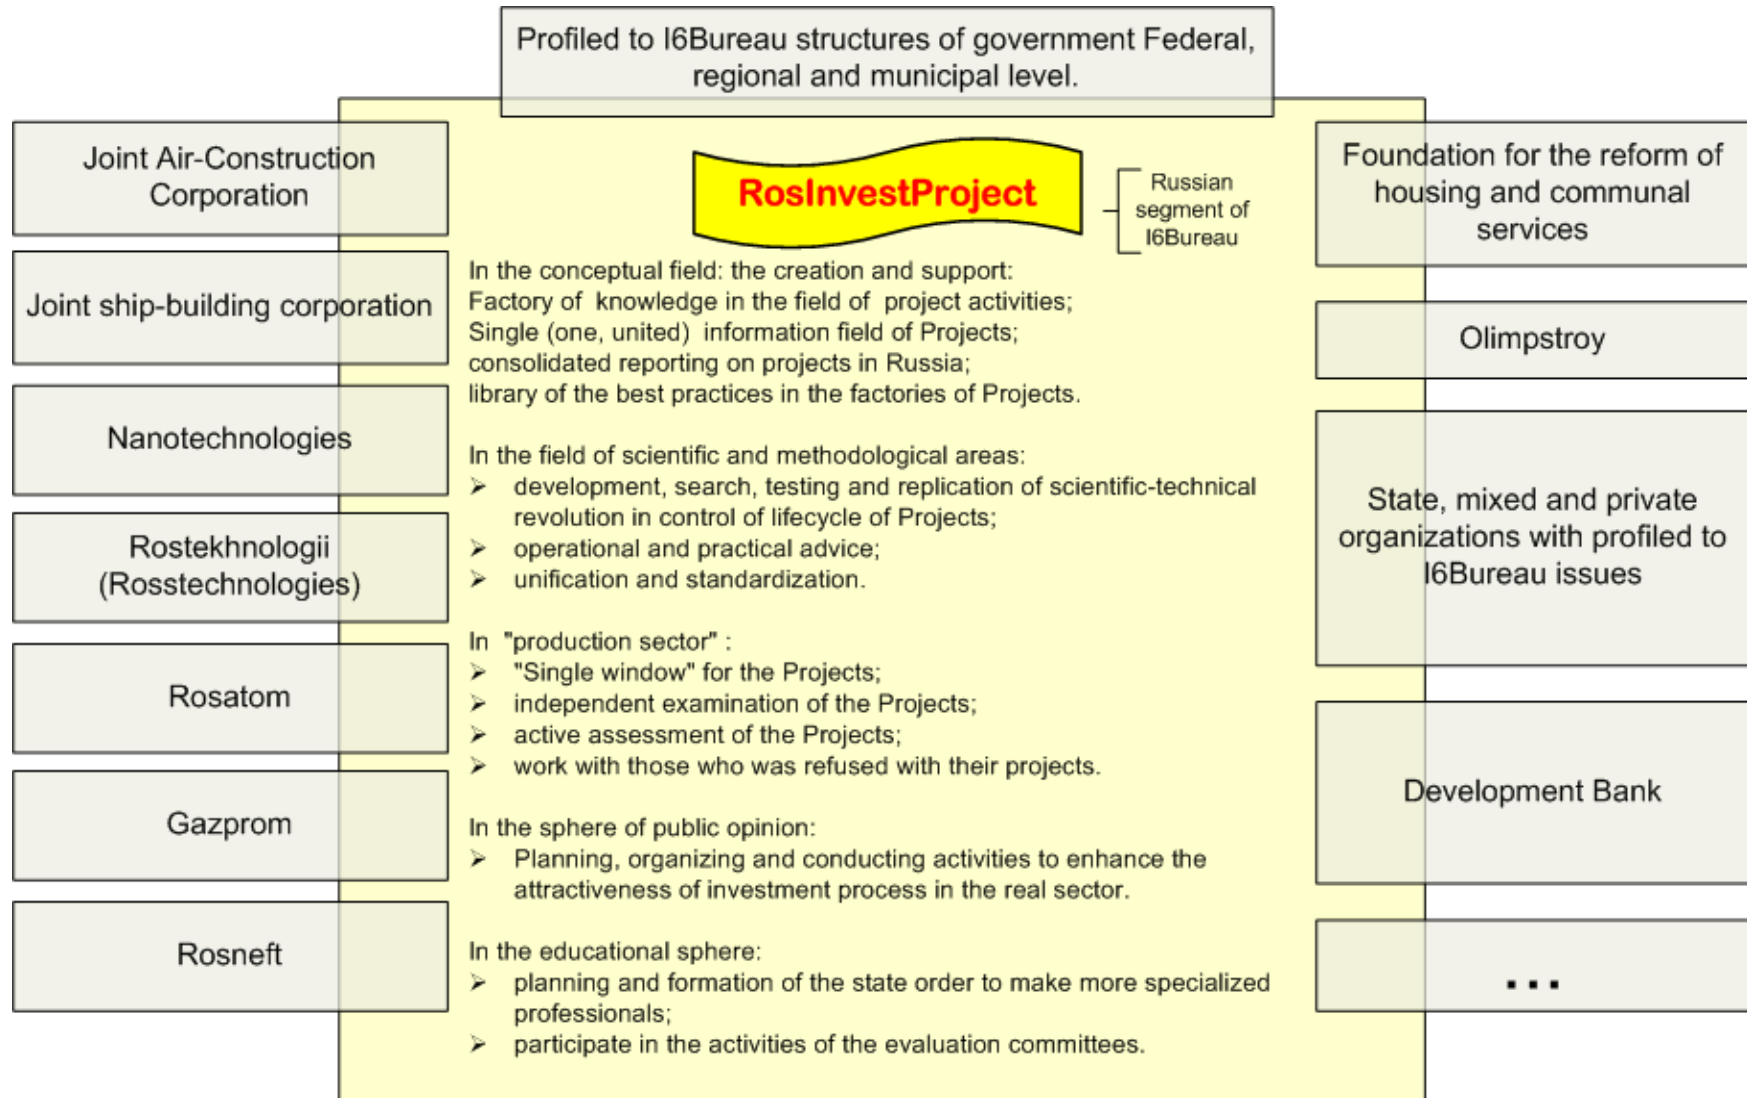 Profiled to I6Bureau structures of government Federal,
regional and municipal level.
Joint Air-Construction
Corporation
Joint ship-building corporation
Nanotechnologies
Rostekhnologii
(Rosstechnologies)
Rosatom
Gazprom
Rosneft
RosInvestProject
Russian
segment of
I6Bureau
In the conceptual field: the creation and support:
Factory of knowledge in the field of project activities;
Single (one, united) information field of Projects;
consolidated reporting on projects in Russia;
library of the best practices in the factories of Projects.
In the field of scientific and methodological areas:
➢ development, search, testing and replication of scientific-technical
revolution in control of lifecycle of Projects;
➢ operational and practical advice;
➢ unification and standardization.
In "production sector" :
➢ "Single window" for the Projects;
➢ independent examination of the Projects;
➢ active assessment of the Projects;
➢ work with those who was refused with their projects.
In the sphere of public opinion:
➢ Planning, organizing and conducting activities to enhance the
attractiveness of investment process in the real sector.
In the educational sphere:
➢ planning and formation of the state order to make more specialized
professionals;
➢ participate in the activities of the evaluation committees.
Foundation for the reform of
housing and communal
services
Olimpstroy
State, mixed and private
organizations with profiled to
I6Bureau issues
Development Bank
...